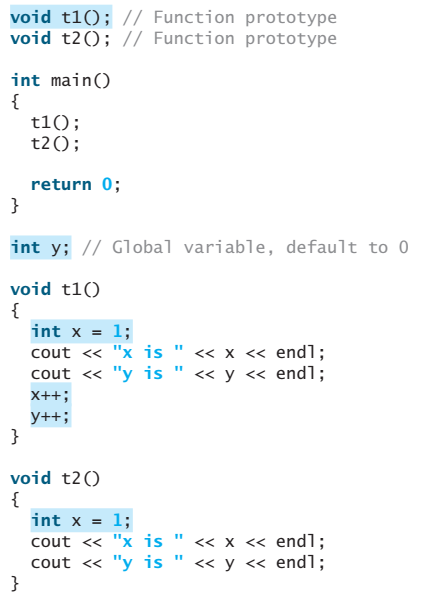 void t1(); // Function prototype
void t2(); // Function prototype
int main()
{
t1();
t2();
return 0;
}
int y; // Global variable, default to 0
void t1()
{
int x = 1;
cout << "x is " << x << endl;
cout << "y is " << y << endl;
x++;
y++;
}
void t2()
{
int x = 1;
cout << "x is " << x << endl;
cout << "y is " << y << endl;
}